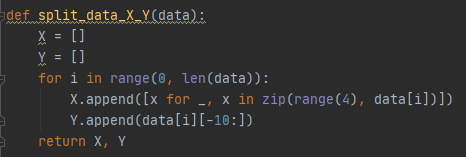 def split_data_X_Y(data):
    X = []
    Y = []
    for i in range(0, len(data)):
        X.append([x for _, x in zip(range(4), data[i])])
        Y.append(data[i][-10:])
    return X, Y